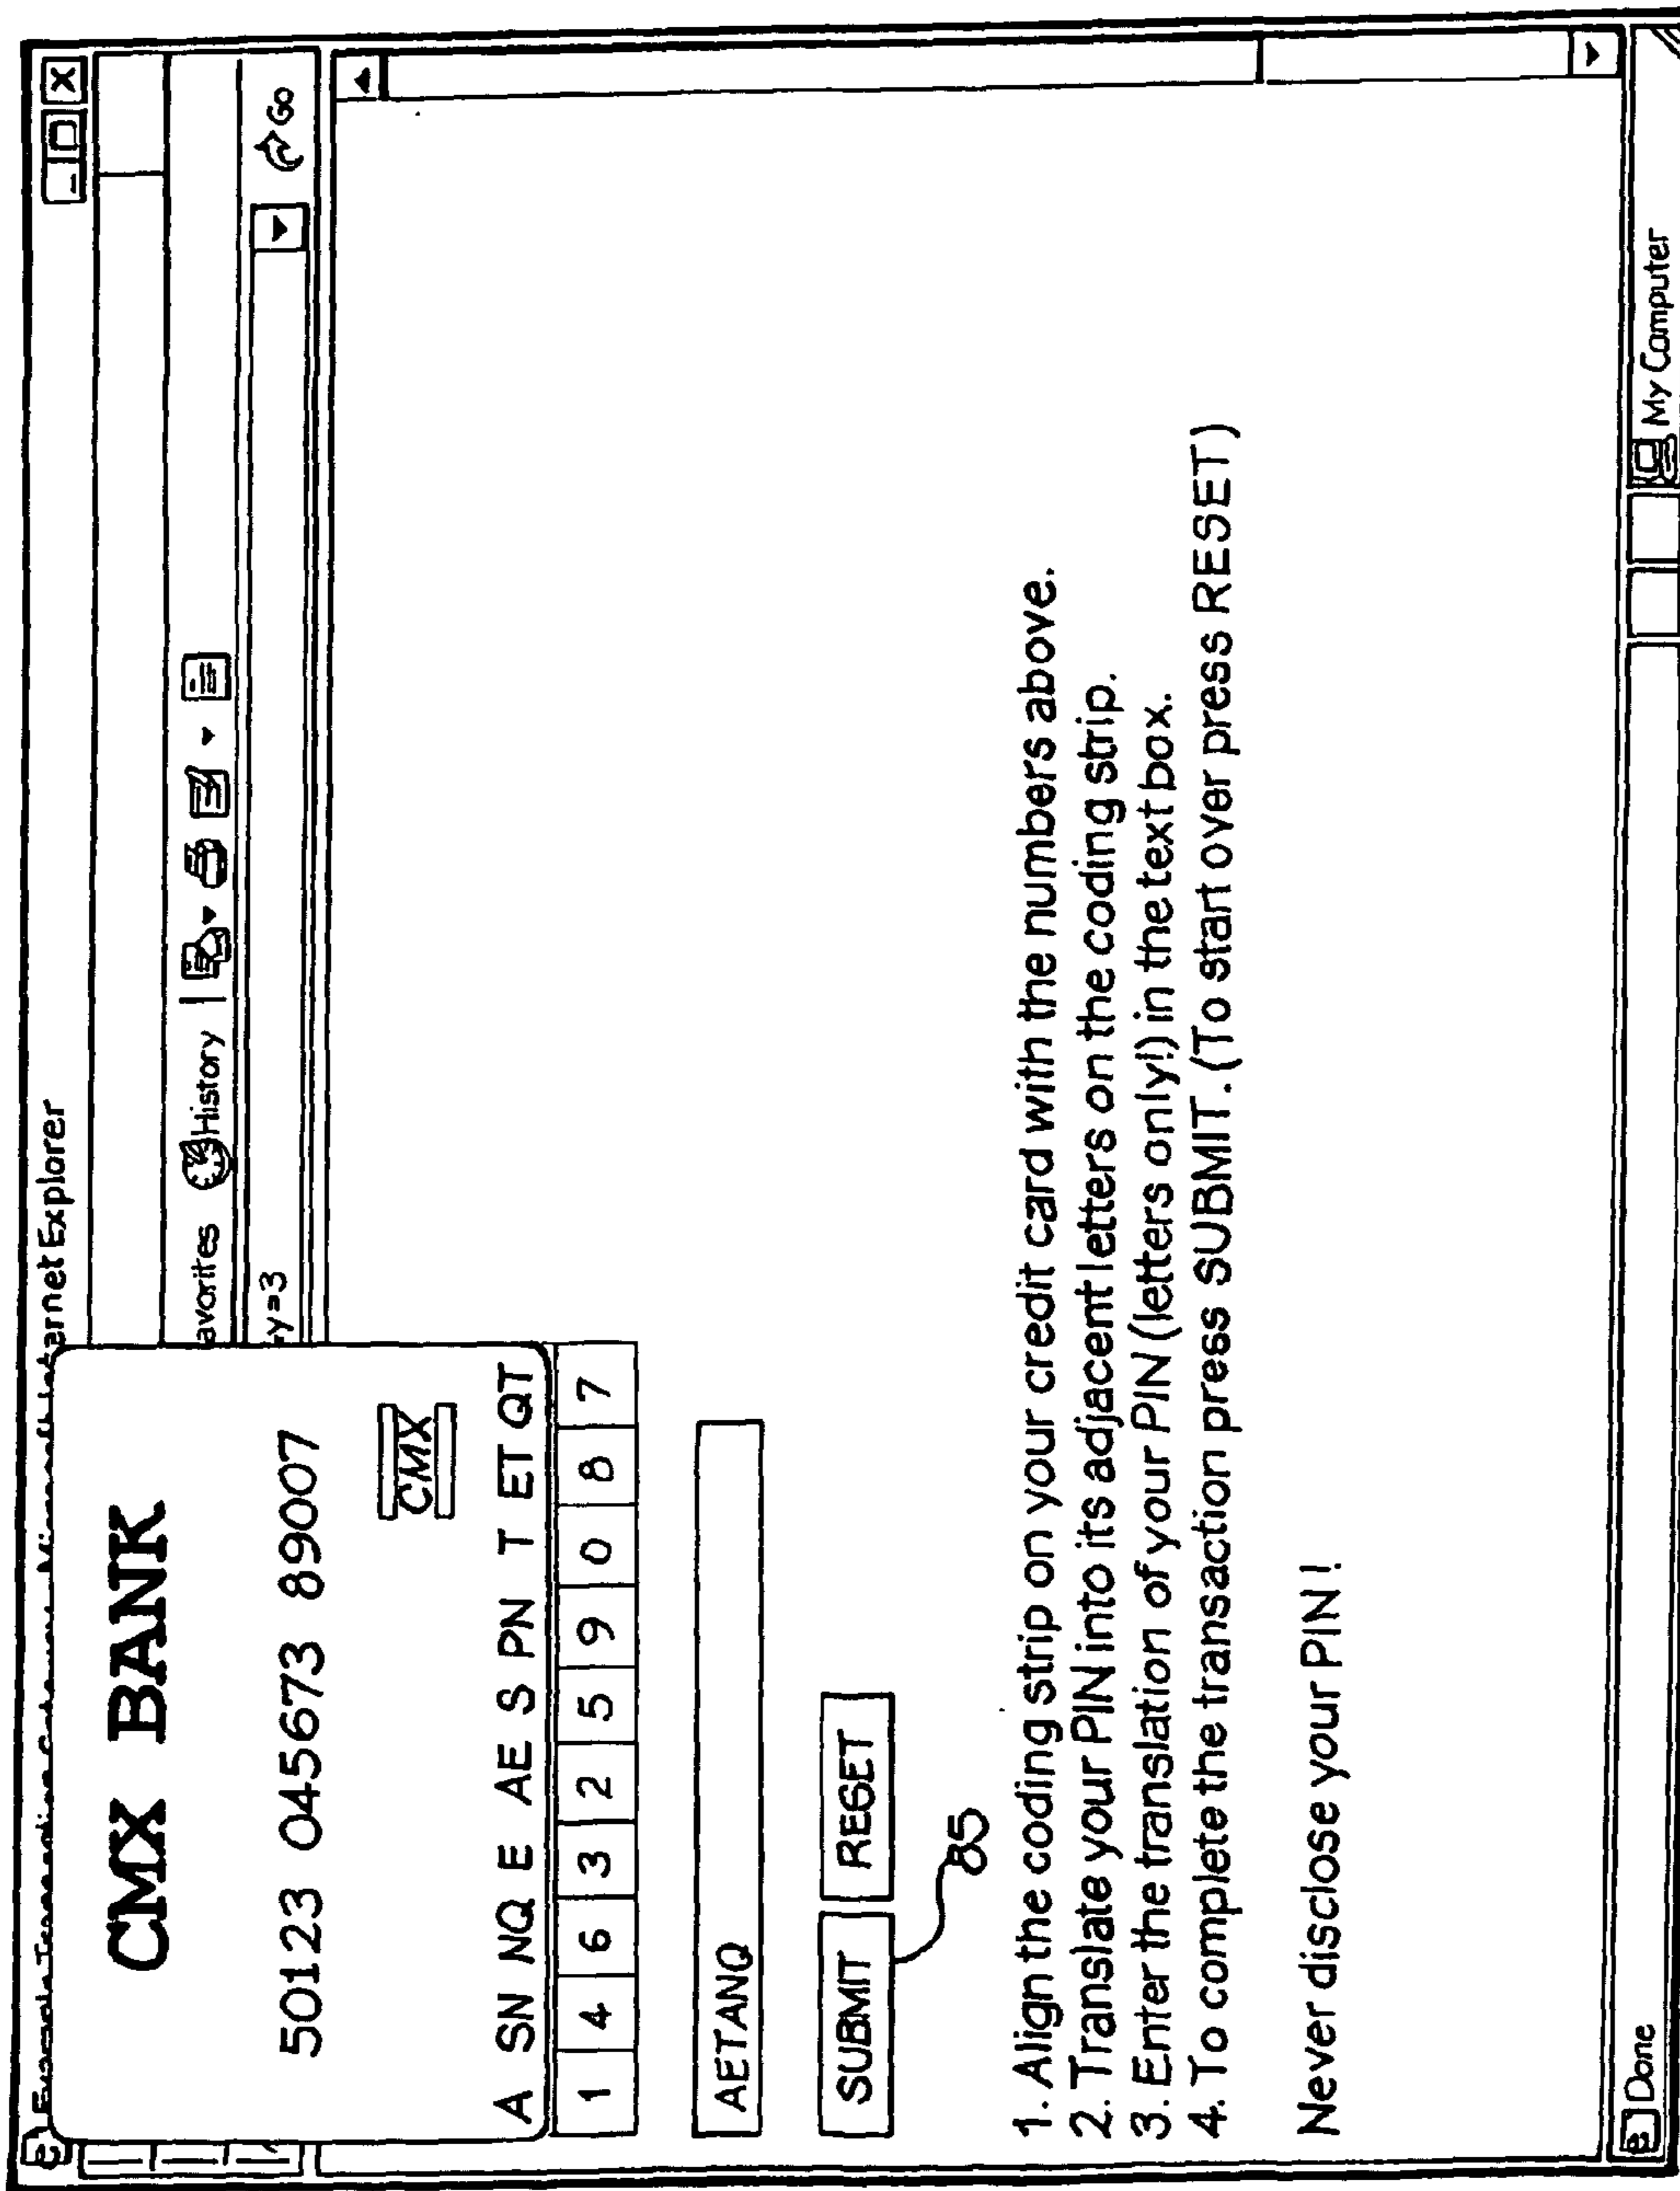 ernet Explorer
avorites History Go
y=3
CMX BANK
50123 045673 89007
CMX
A SN NQ E AE S PN T ET QT
1 4 6 3 2 5 9 0 8 7
AETANQ
SUBMIT RESET
85
1. Align the coding strip on your credit card with the numbers above.
2. Translate your PIN into its adjacent letters on the coding strip.
3. Enter the translation of your PIN (letters only!) in the text box.
4. To complete the transaction press SUBMIT. (To start over press RESET)
Never disclose your PIN!
Done My Computer